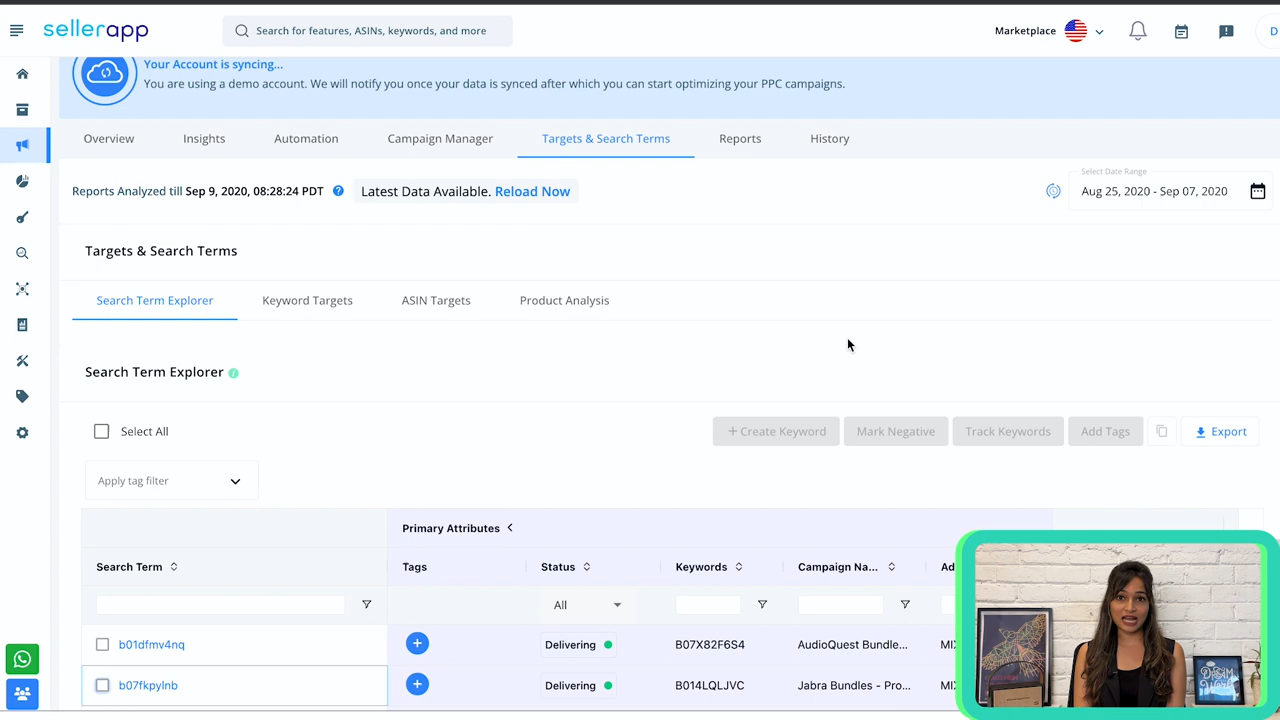 sellerapp
Search for features, ASINs, keywords, and more
Marketplace
D
Your Account is syncing...
You are using a demo account. We will notify you once your data is synced after which you can start optimizing your PPC campaigns.
Overview Insights Automation Campaign Manager Targets & Search Terms Reports History
Reports Analyzed till Sep 9, 2020, 08:28:24 PDT ? Latest Data Available. Reload Now
Select Date Range
Aug 25, 2020 - Sep 07, 2020
Targets & Search Terms
Search Term Explorer Keyword Targets ASIN Targets Product Analysis
Search Term Explorer i
Select All
+ Create Keyword Mark Negative Track Keywords Add Tags Export
Apply tag filter
Primary Attributes
Search Term Tags Status Keywords Campaign Na... Ad
All
b01dfmv4nq + Delivering B07X82F6S4 AudioQuest Bundle... MI
b07fkpylnb + Delivering B014LQLJVC Jabra Bundles - Pro... MI